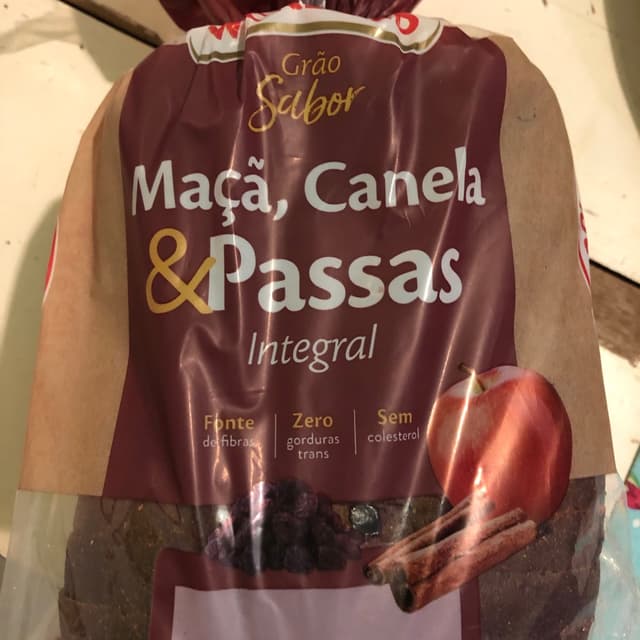 Grão
Sabor
Maçã, Canela
&Passas
Integral
Fonte
de fibras
Zero
gorduras
trans
Sem
colesterol